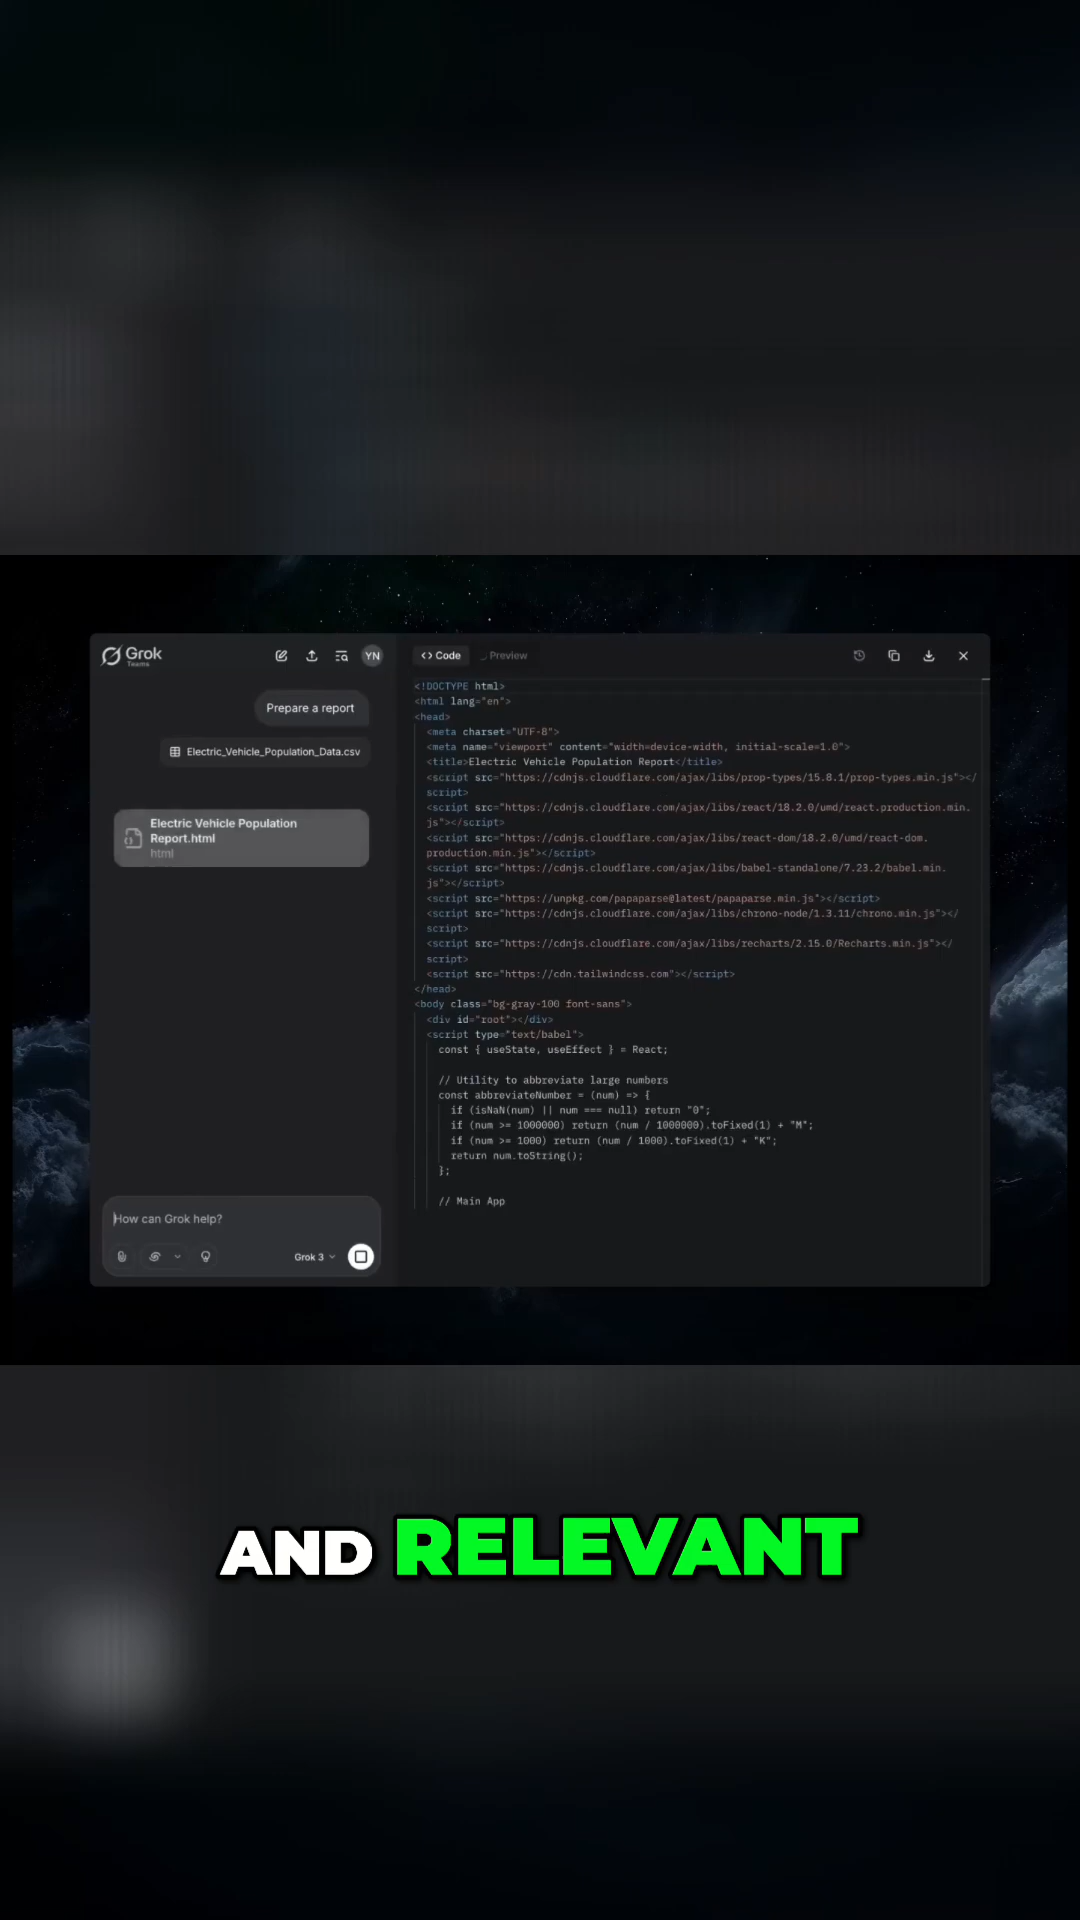 Grok
Teams
YN
Prepare a report
Electric_Vehicle_Population_Data.csv
Electric Vehicle Population
Report.html
html
How can Grok help?
Grok 3
<> Code
Preview
<!DOCTYPE html>
<html lang="en">
<head>
<meta charset="UTF-8">
<meta name="viewport" content="width=device-width, initial-scale=1.0">
<title>Electric Vehicle Population Report</title>
<script src="https://cdnjs.cloudflare.com/ajax/libs/prop-types/15.8.1/prop-types.min.js"></
script>
<script src="https://cdnjs.cloudflare.com/ajax/libs/react/18.2.0/umd/react.production.min.
js"></script>
<script src="https://cdnjs.cloudflare.com/ajax/libs/react-dom/18.2.0/umd/react-dom.
production.min.js"></script>
<script src="https://cdnjs.cloudflare.com/ajax/libs/babel-standalone/7.23.2/babel.min.
js"></script>
<script src="https://unpkg.com/papaparse@latest/papaparse.min.js"></script>
<script src="https://cdnjs.cloudflare.com/ajax/libs/chrono-node/1.3.11/chrono.min.js"></
script>
<script src="https://cdnjs.cloudflare.com/ajax/libs/recharts/2.15.0/Recharts.min.js"></
script>
<script src="https://cdn.tailwindcss.com"></script>
</head>
<body class="bg-gray-100 font-sans">
<div id="root"></div>
<script type="text/babel">
const { useState, useEffect } = React;
// Utility to abbreviate large numbers
const abbreviateNumber = (num) => {
if (isNaN(num) || num === null) return "0";
if (num >= 1000000) return (num / 1000000).toFixed(1) + "M";
if (num >= 1000) return (num / 1000).toFixed(1) + "K";
return num.toString();
};
// Main App
AND RELEVANT